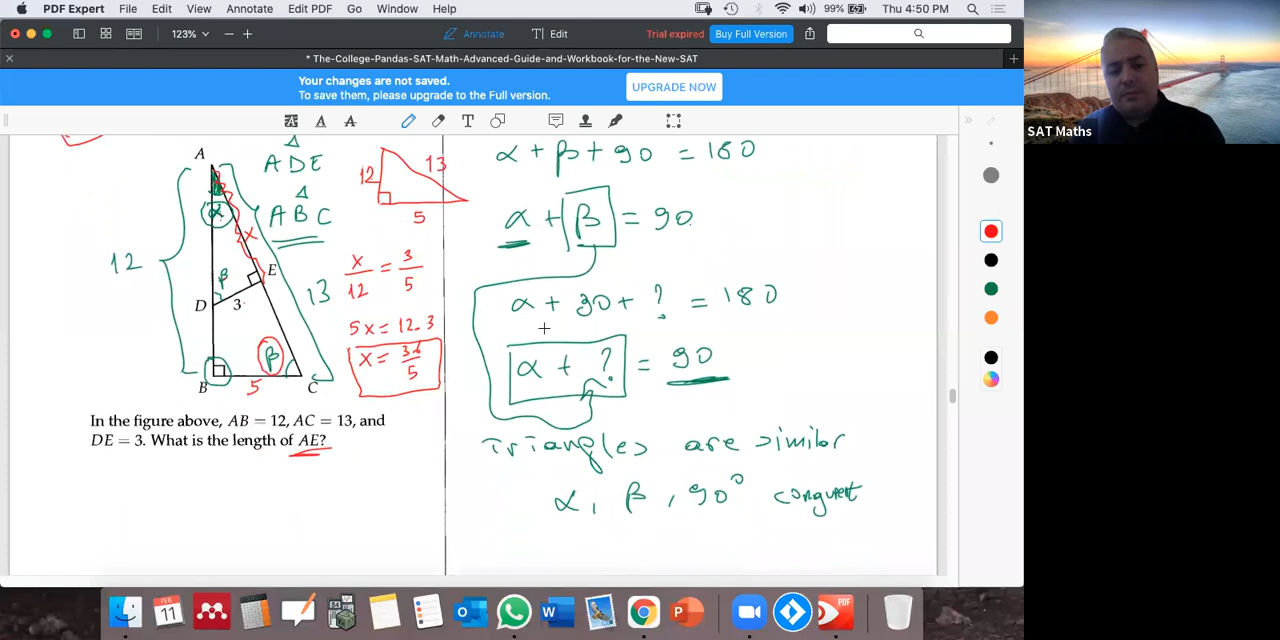 PDF Expert File Edit View Annotate Edit PDF Go Window Help 99% Thu 4:50 PM
123% Annotate Edit Trial expired Buy Full Version
* The-College-Pandas-SAT-Math-Advanced-Guide-and-Workbook-for-the-New-SAT
Your changes are not saved.
To save them, please upgrade to the Full version.
UPGRADE NOW
SAT Maths
A
ADE
ABC
α
12
x
E
β
D
3
13
β
B
5
C
12
13
5
x/12 = 3/5
5x = 12.3
x = 36/5
In the figure above, AB = 12, AC = 13, and
DE = 3. What is the length of AE?
α + β + 90 = 180
α + β = 90
α + 90 + ? = 180
α + ? = 90
Triangles are similar
α, β, 90° congruent
FEB
11
PDF